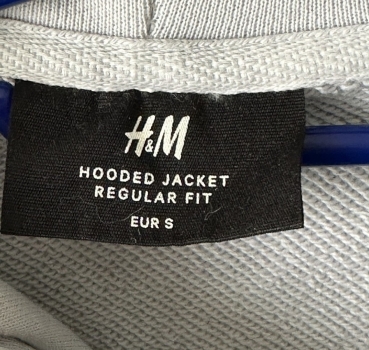 H&M
HOODED JACKET
REGULAR FIT
EUR S